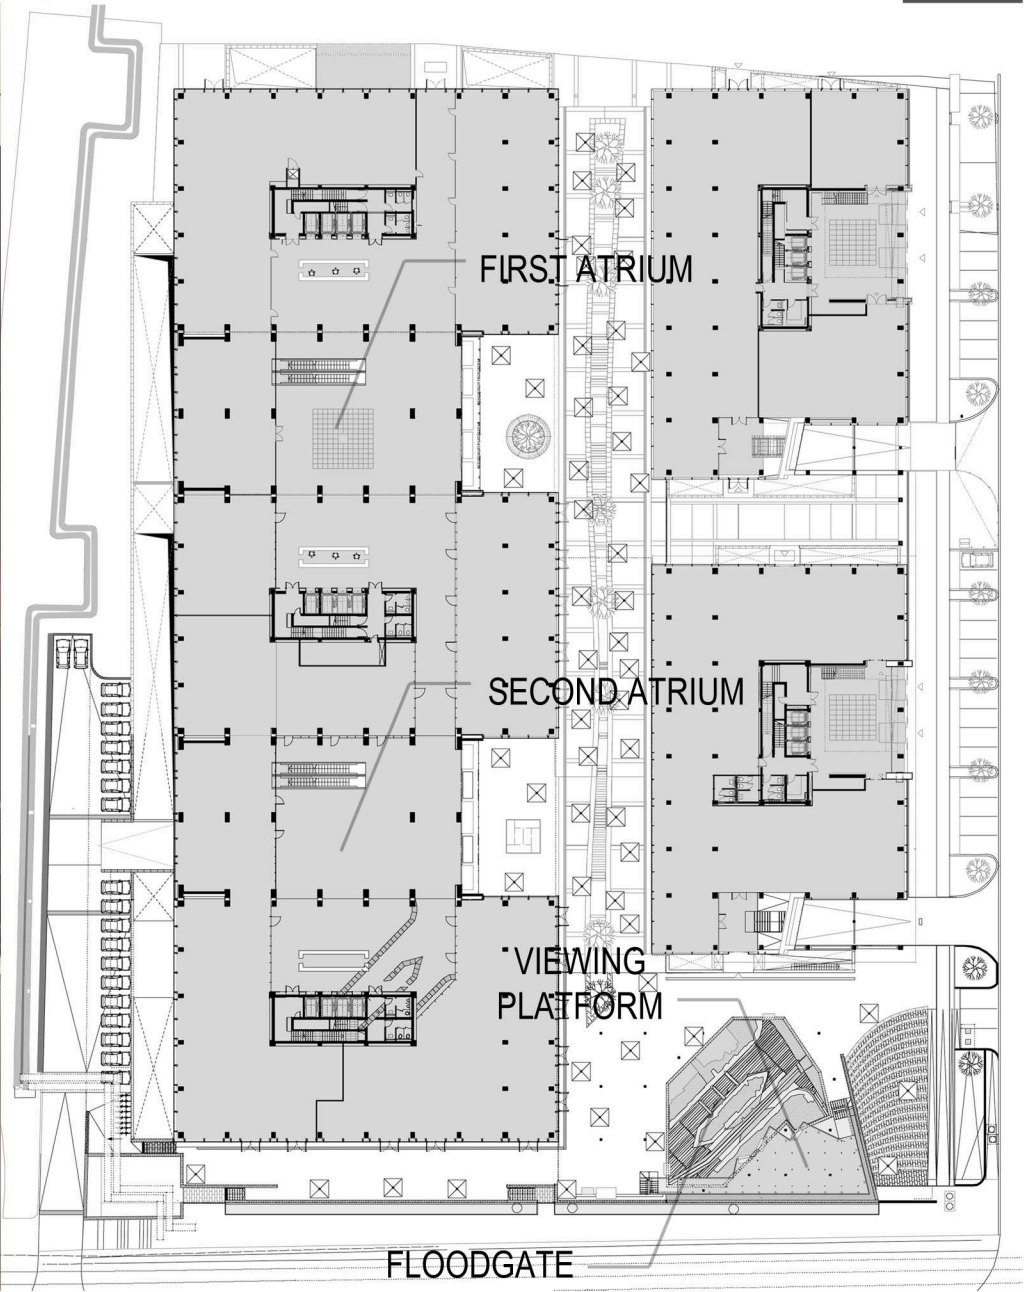 FIRST ATRIUM
SECOND ATRIUM
VIEWING
PLATFORM
FLOODGATE